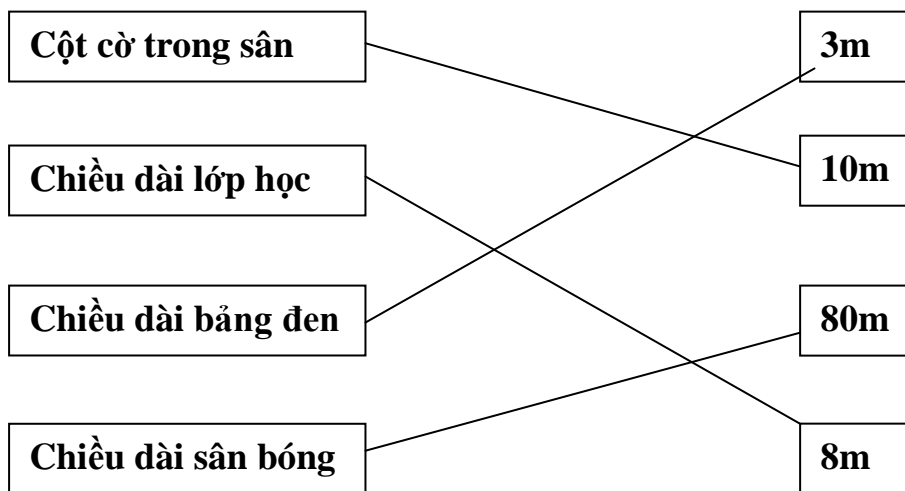 Cột cờ trong sân
3m
Chiều dài lớp học
10m
Chiều dài bảng đen
80m
Chiều dài sân bóng
8m